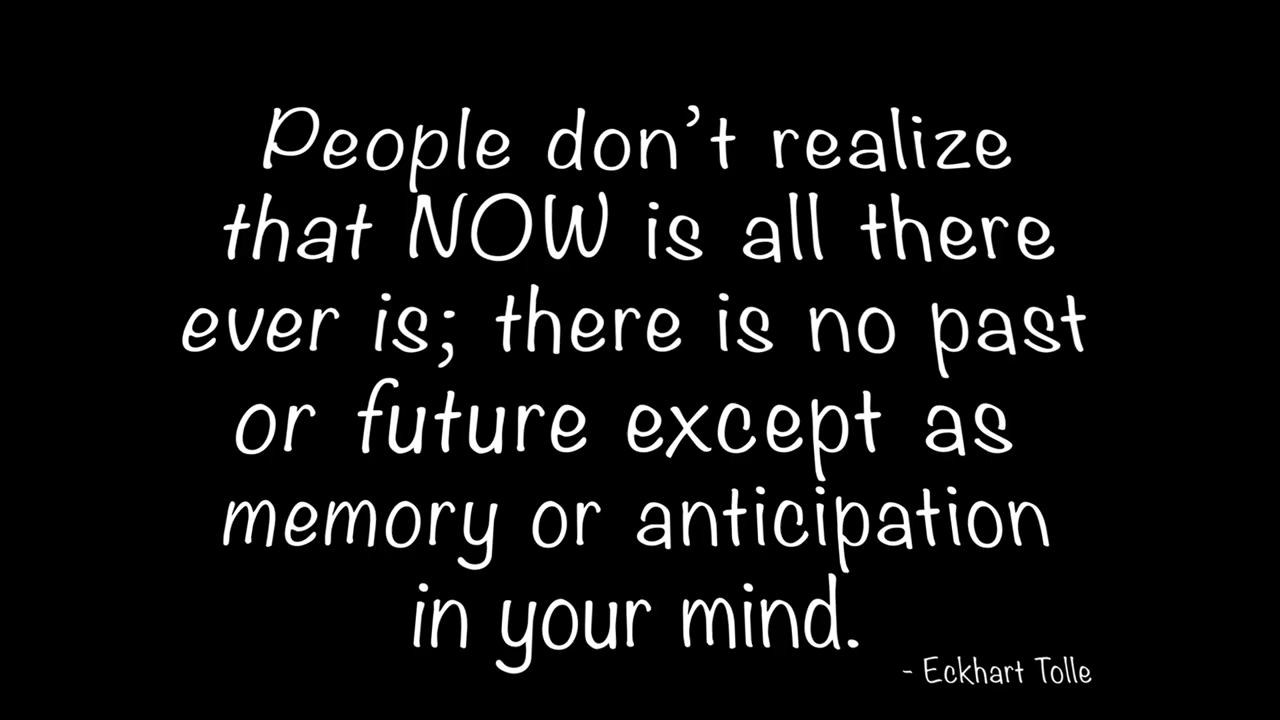 People don’t realize
that NOW is all there
ever is; there is no past
or future except as
memory or anticipation
in your mind.
- Eckhart Tolle